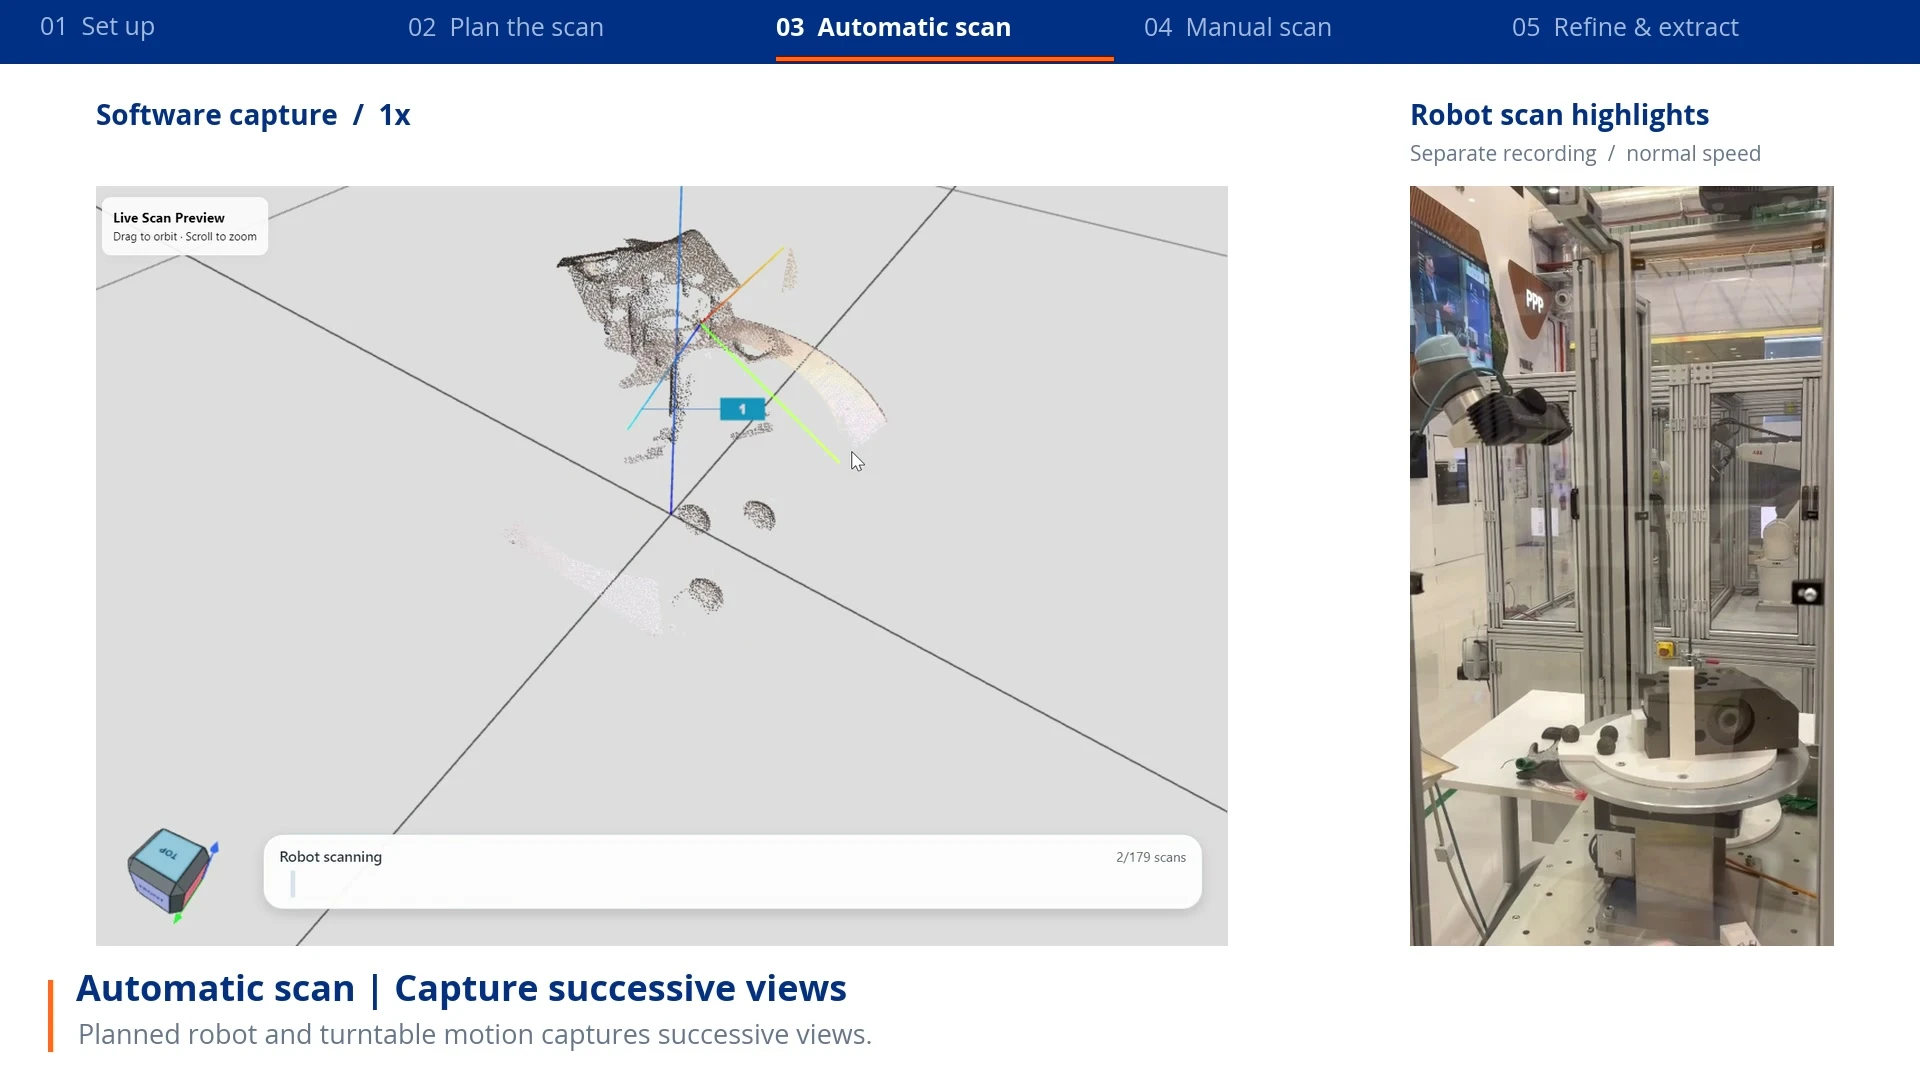 01 Set up
02 Plan the scan
03 Automatic scan
04 Manual scan
05 Refine & extract
Software capture / 1x
Robot scan highlights
Separate recording / normal speed
Live Scan Preview
Drag to orbit · Scroll to zoom
PPP
ABB
1
TOP
Robot scanning
2/179 scans
Automatic scan | Capture successive views
Planned robot and turntable motion captures successive views.